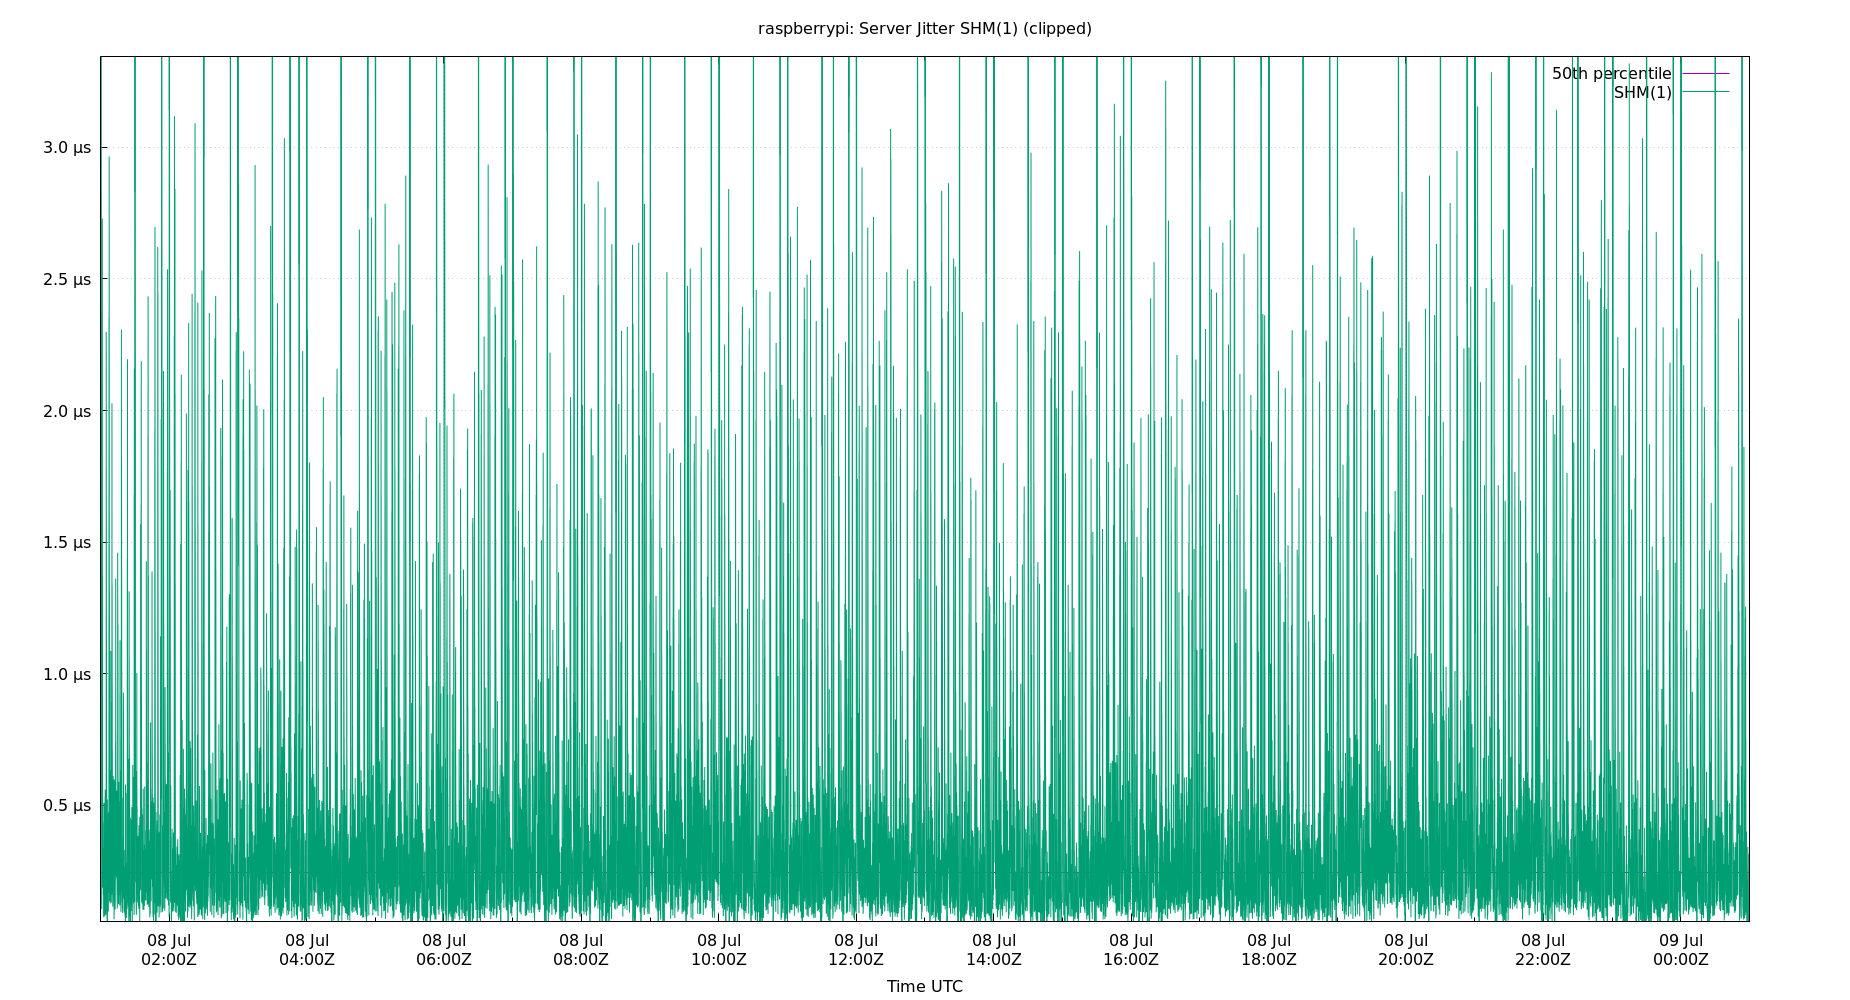 raspberrypi: Server Jitter SHM(1) (clipped)
50th percentile
SHM(1)
3.0 µs
2.5 µs
2.0 µs
1.5 µs
1.0 µs
0.5 µs
08 Jul 08 Jul 08 Jul 08 Jul 08 Jul 08 Jul 08 Jul 08 Jul 08 Jul 08 Jul 08 Jul 09 Jul
02:00Z 04:00Z 06:00Z 08:00Z 10:00Z 12:00Z 14:00Z 16:00Z 18:00Z 20:00Z 22:00Z 00:00Z
Time UTC